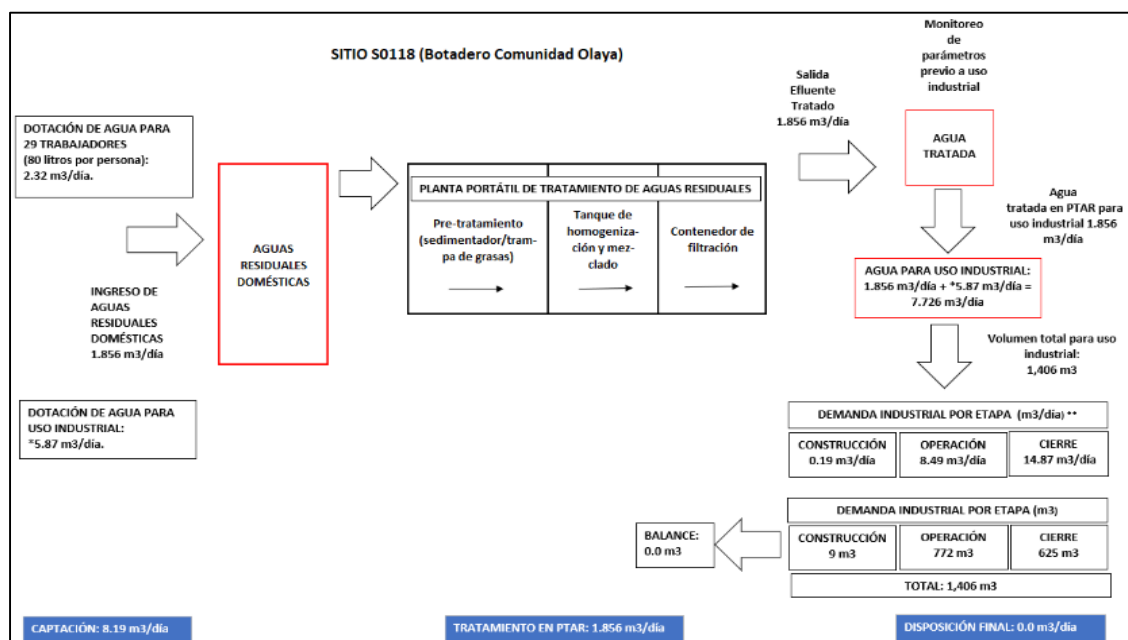 SITIO S0118 (Botadero Comunidad Olaya)
Monitoreo
de
parámetros
previo a uso
industrial
Salida
Efluente
Tratado
1.856 m3/día
DOTACIÓN DE AGUA PARA
29 TRABAJADORES
(80 litros por persona):
2.32 m3/día.
AGUA
TRATADA
PLANTA PORTÁTIL DE TRATAMIENTO DE AGUAS RESIDUALES
Pre-tratamiento
(sedimentador/tram-
pa de grasas)
Tanque de
homogeniza-
ción y mez-
clado
Contenedor de
filtración
Agua
tratada en PTAR para
uso industrial 1.856
m3/día
AGUAS
RESIDUALES
DOMÉSTICAS
INGRESO DE
AGUAS
RESIDUALES
DOMÉSTICAS
1.856 m3/día
AGUA PARA USO INDUSTRIAL:
1.856 m3/día + *5.87 m3/día =
7.726 m3/día
Volumen total para uso
industrial:
1,406 m3
DOTACIÓN DE AGUA PARA
USO INDUSTRIAL:
*5.87 m3/día.
DEMANDA INDUSTRIAL POR ETAPA (m3/día) **
CONSTRUCCIÓN
0.19 m3/día
OPERACIÓN
8.49 m3/día
CIERRE
14.87 m3/día
DEMANDA INDUSTRIAL POR ETAPA (m3)
BALANCE:
0.0 m3
CONSTRUCCIÓN
9 m3
OPERACIÓN
772 m3
CIERRE
625 m3
TOTAL: 1,406 m3
CAPTACIÓN: 8.19 m3/día
TRATAMIENTO EN PTAR: 1.856 m3/día
DISPOSICIÓN FINAL: 0.0 m3/día